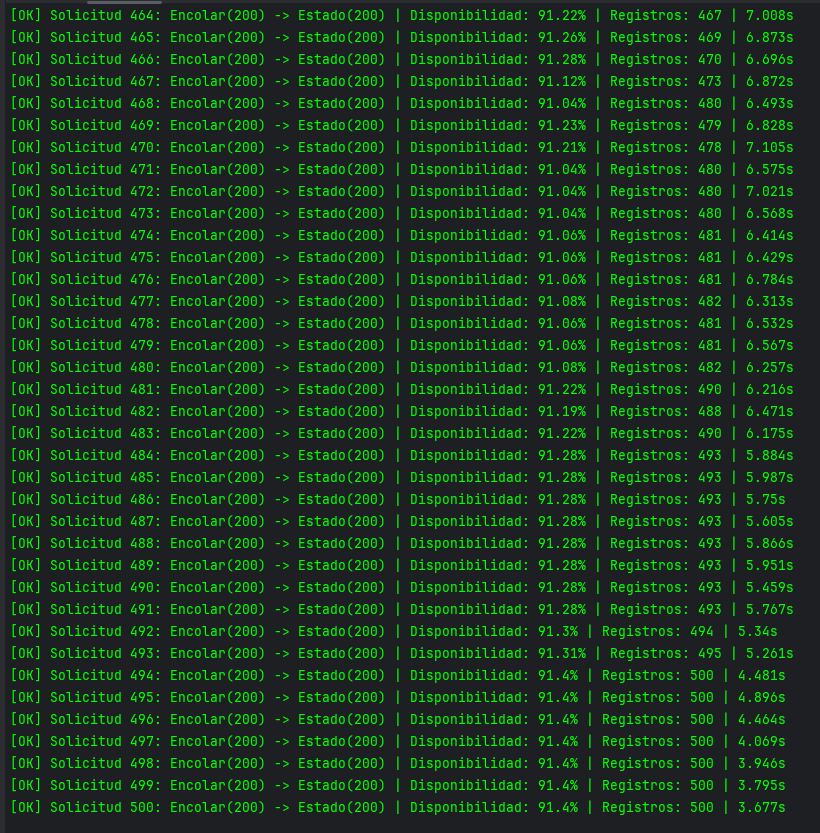 [OK] Solicitud 464: Encolar(200) -> Estado(200) | Disponibilidad: 91.22% | Registros: 467 | 7.008s
[OK] Solicitud 465: Encolar(200) -> Estado(200) | Disponibilidad: 91.26% | Registros: 469 | 6.873s
[OK] Solicitud 466: Encolar(200) -> Estado(200) | Disponibilidad: 91.28% | Registros: 470 | 6.696s
[OK] Solicitud 467: Encolar(200) -> Estado(200) | Disponibilidad: 91.12% | Registros: 473 | 6.872s
[OK] Solicitud 468: Encolar(200) -> Estado(200) | Disponibilidad: 91.04% | Registros: 480 | 6.493s
[OK] Solicitud 469: Encolar(200) -> Estado(200) | Disponibilidad: 91.23% | Registros: 479 | 6.828s
[OK] Solicitud 470: Encolar(200) -> Estado(200) | Disponibilidad: 91.21% | Registros: 478 | 7.105s
[OK] Solicitud 471: Encolar(200) -> Estado(200) | Disponibilidad: 91.04% | Registros: 480 | 6.575s
[OK] Solicitud 472: Encolar(200) -> Estado(200) | Disponibilidad: 91.04% | Registros: 480 | 7.021s
[OK] Solicitud 473: Encolar(200) -> Estado(200) | Disponibilidad: 91.04% | Registros: 480 | 6.568s
[OK] Solicitud 474: Encolar(200) -> Estado(200) | Disponibilidad: 91.06% | Registros: 481 | 6.414s
[OK] Solicitud 475: Encolar(200) -> Estado(200) | Disponibilidad: 91.06% | Registros: 481 | 6.429s
[OK] Solicitud 476: Encolar(200) -> Estado(200) | Disponibilidad: 91.06% | Registros: 481 | 6.784s
[OK] Solicitud 477: Encolar(200) -> Estado(200) | Disponibilidad: 91.08% | Registros: 482 | 6.313s
[OK] Solicitud 478: Encolar(200) -> Estado(200) | Disponibilidad: 91.06% | Registros: 481 | 6.532s
[OK] Solicitud 479: Encolar(200) -> Estado(200) | Disponibilidad: 91.06% | Registros: 481 | 6.567s
[OK] Solicitud 480: Encolar(200) -> Estado(200) | Disponibilidad: 91.08% | Registros: 482 | 6.257s
[OK] Solicitud 481: Encolar(200) -> Estado(200) | Disponibilidad: 91.22% | Registros: 490 | 6.216s
[OK] Solicitud 482: Encolar(200) -> Estado(200) | Disponibilidad: 91.19% | Registros: 488 | 6.471s
[OK] Solicitud 483: Encolar(200) -> Estado(200) | Disponibilidad: 91.22% | Registros: 490 | 6.175s
[OK] Solicitud 484: Encolar(200) -> Estado(200) | Disponibilidad: 91.28% | Registros: 493 | 5.884s
[OK] Solicitud 485: Encolar(200) -> Estado(200) | Disponibilidad: 91.28% | Registros: 493 | 5.987s
[OK] Solicitud 486: Encolar(200) -> Estado(200) | Disponibilidad: 91.28% | Registros: 493 | 5.75s
[OK] Solicitud 487: Encolar(200) -> Estado(200) | Disponibilidad: 91.28% | Registros: 493 | 5.605s
[OK] Solicitud 488: Encolar(200) -> Estado(200) | Disponibilidad: 91.28% | Registros: 493 | 5.866s
[OK] Solicitud 489: Encolar(200) -> Estado(200) | Disponibilidad: 91.28% | Registros: 493 | 5.951s
[OK] Solicitud 490: Encolar(200) -> Estado(200) | Disponibilidad: 91.28% | Registros: 493 | 5.459s
[OK] Solicitud 491: Encolar(200) -> Estado(200) | Disponibilidad: 91.28% | Registros: 493 | 5.767s
[OK] Solicitud 492: Encolar(200) -> Estado(200) | Disponibilidad: 91.3% | Registros: 494 | 5.34s
[OK] Solicitud 493: Encolar(200) -> Estado(200) | Disponibilidad: 91.31% | Registros: 495 | 5.261s
[OK] Solicitud 494: Encolar(200) -> Estado(200) | Disponibilidad: 91.4% | Registros: 500 | 4.481s
[OK] Solicitud 495: Encolar(200) -> Estado(200) | Disponibilidad: 91.4% | Registros: 500 | 4.896s
[OK] Solicitud 496: Encolar(200) -> Estado(200) | Disponibilidad: 91.4% | Registros: 500 | 4.464s
[OK] Solicitud 497: Encolar(200) -> Estado(200) | Disponibilidad: 91.4% | Registros: 500 | 4.069s
[OK] Solicitud 498: Encolar(200) -> Estado(200) | Disponibilidad: 91.4% | Registros: 500 | 3.946s
[OK] Solicitud 499: Encolar(200) -> Estado(200) | Disponibilidad: 91.4% | Registros: 500 | 3.795s
[OK] Solicitud 500: Encolar(200) -> Estado(200) | Disponibilidad: 91.4% | Registros: 500 | 3.677s